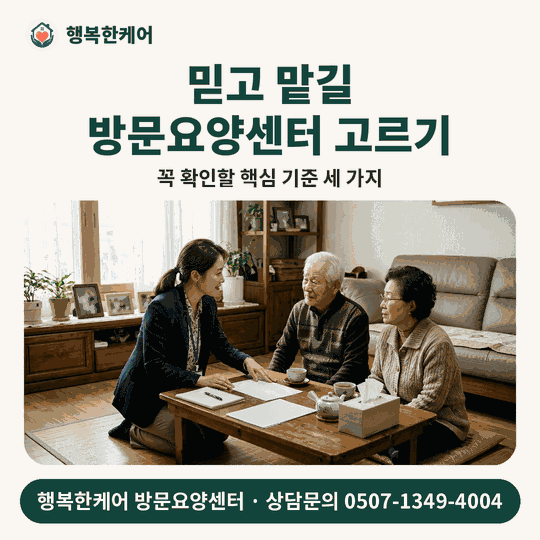 행복한케어
믿고 맡길
방문요양센터 고르기
꼭 확인할 핵심 기준 세 가지
행복한케어 방문요양센터 · 상담문의 0507-1349-4004